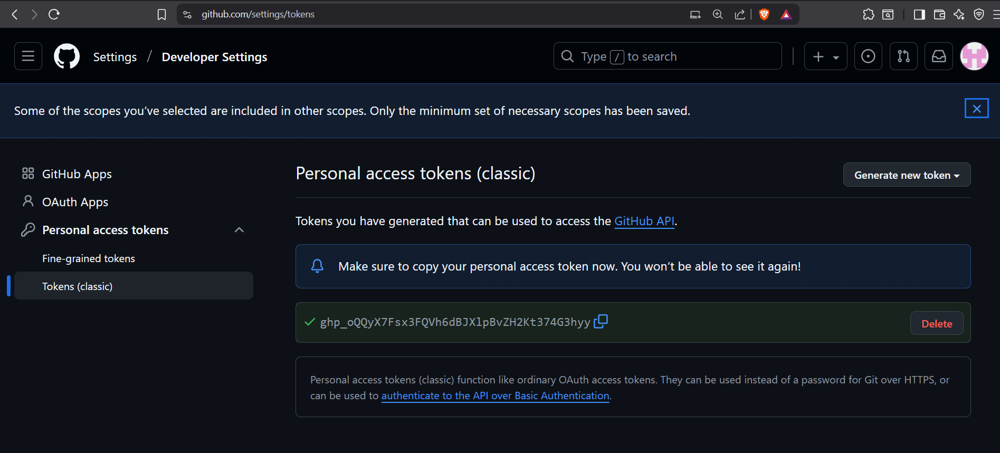 github.com/settings/tokens
Settings / Developer Settings
Type / to search
Some of the scopes you’ve selected are included in other scopes. Only the minimum set of necessary scopes has been saved.
GitHub Apps
OAuth Apps
Personal access tokens
Fine-grained tokens
Tokens (classic)
Personal access tokens (classic)
Generate new token
Tokens you have generated that can be used to access the GitHub API.
Make sure to copy your personal access token now. You won’t be able to see it again!
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
Delete
Personal access tokens (classic) function like ordinary OAuth access tokens. They can be used instead of a password for Git over HTTPS, or
can be used to authenticate to the API over Basic Authentication.